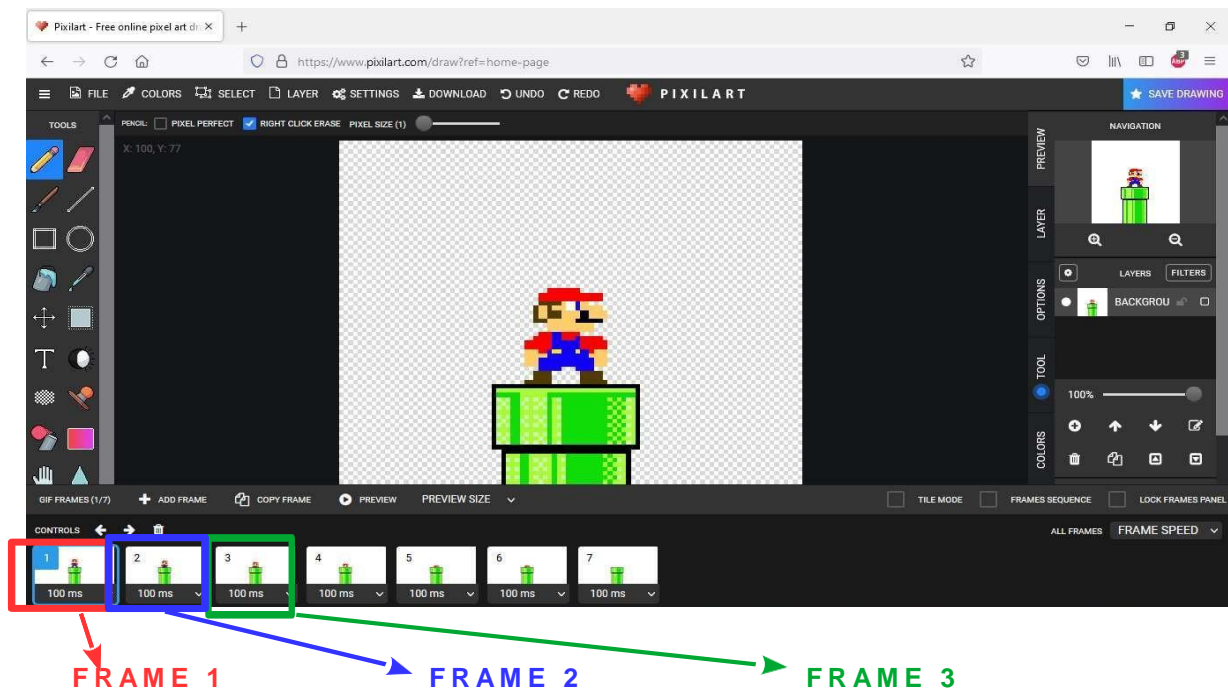 Pixilart - Free online pixel art dr
https://www.pixilart.com/draw?ref=home-page
FILE COLORS SELECT LAYER SETTINGS DOWNLOAD UNDO REDO PIXILART SAVE DRAWING
TOOLS PENCIL: PIXEL PERFECT RIGHT CLICK ERASE PIXEL SIZE (1) NAVIGATION
X: 100, Y: 77
PREVIEW
LAYER
OPTIONS
TOOL
COLORS
LAYERS FILTERS
BACKGROU
100%
T
GIF FRAMES (1/7) ADD FRAME COPY FRAME PREVIEW PREVIEW SIZE TILE MODE FRAMES SEQUENCE LOCK FRAMES PANEL
CONTROLS ALL FRAMES FRAME SPEED
1 2 3 4 5 6 7
100 ms 100 ms 100 ms 100 ms 100 ms 100 ms 100 ms
FRAME 1 FRAME 2 FRAME 3